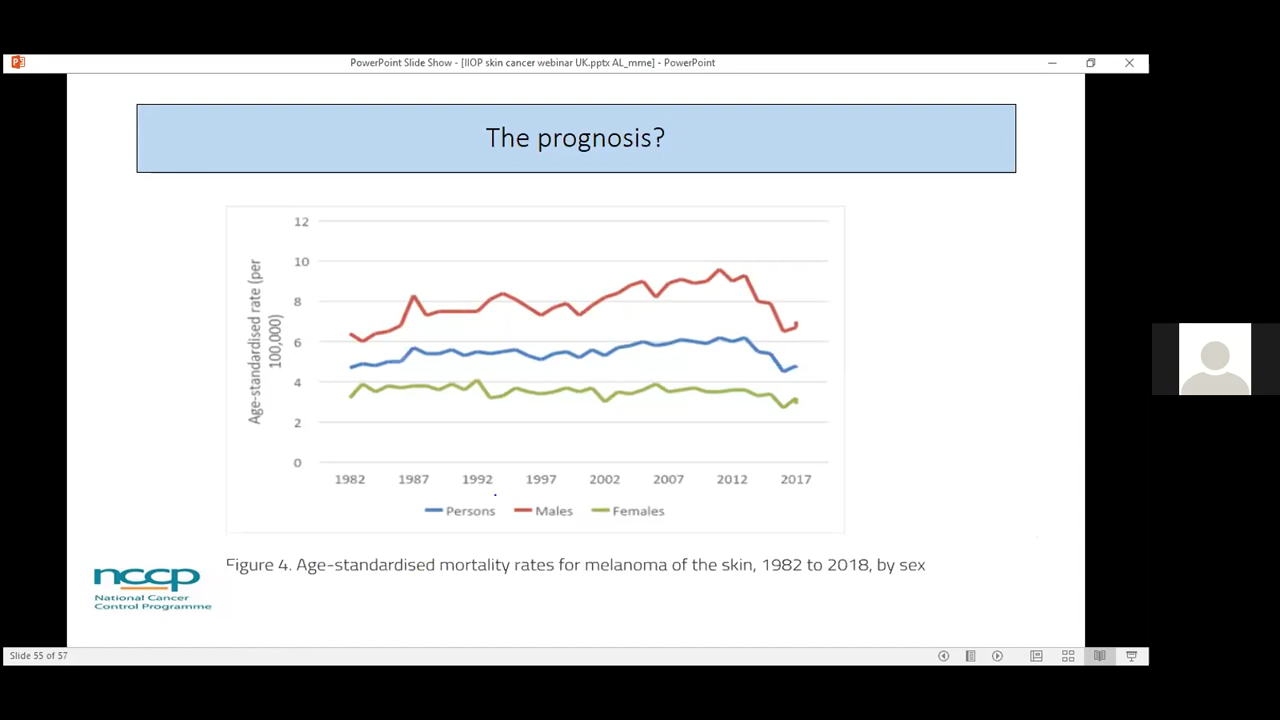 PowerPoint Slide Show - [IIOP skin cancer webinar UK.pptx AL_mme] - PowerPoint
The prognosis?
Age-standardised rate (per
100,000)
12
10
8
6
4
2
0
1982 1987 1992 1997 2002 2007 2012 2017
Persons Males Females
Figure 4. Age-standardised mortality rates for melanoma of the skin, 1982 to 2018, by sex
nccp
National Cancer
Control Programme
Slide 55 of 57